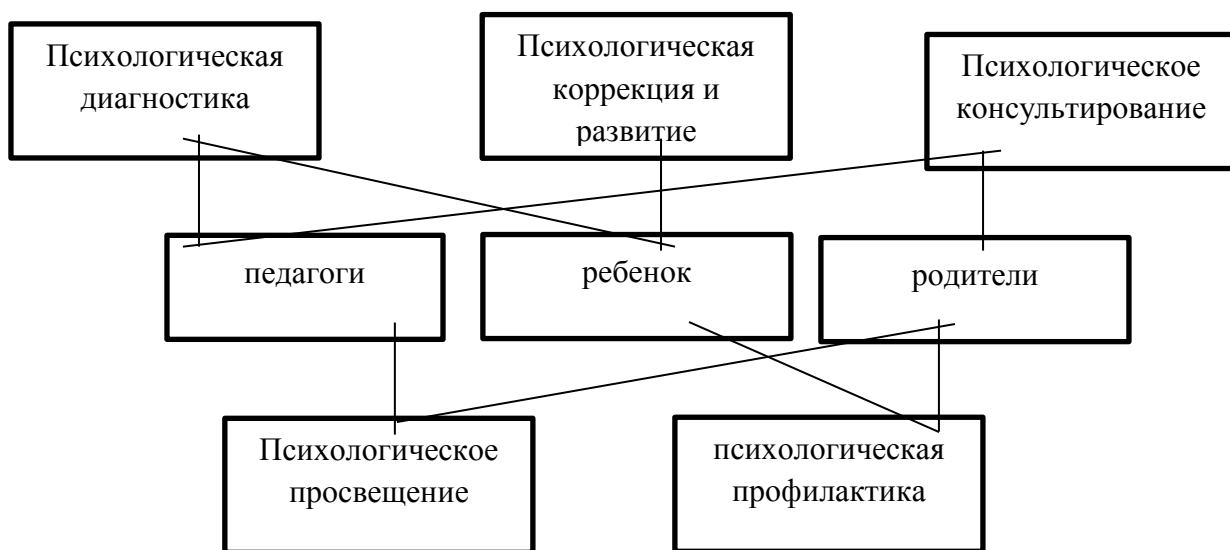 Психологическая
диагностика
Психологическая
коррекция и
развитие
Психологическое
консультирование
педагоги
ребенок
родители
Психологическое
просвещение
психологическая
профилактика